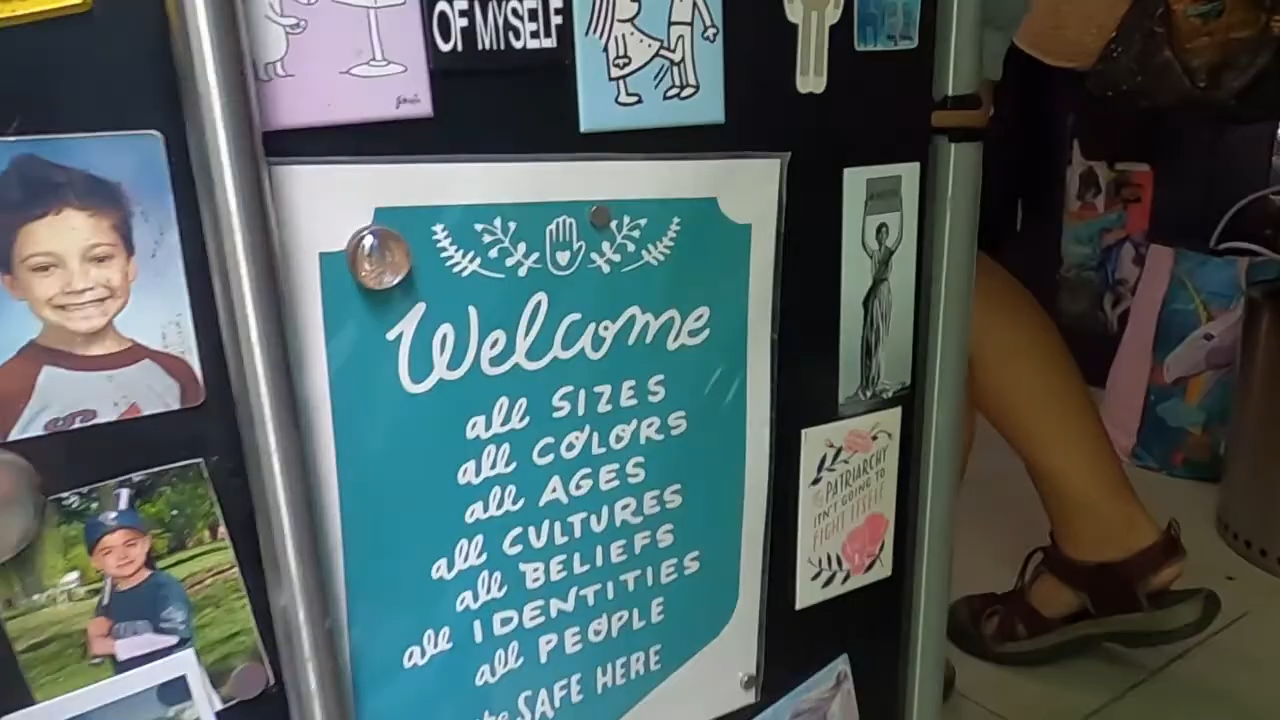 OF MYSELF
Welcome
all SIZES
all COLORS
all AGES
all CULTURES
all BELIEFS
all IDENTITIES
all PEOPLE
SAFE HERE
PATRIARCHY
ISN'T GOING TO
FIGHT ITSELF